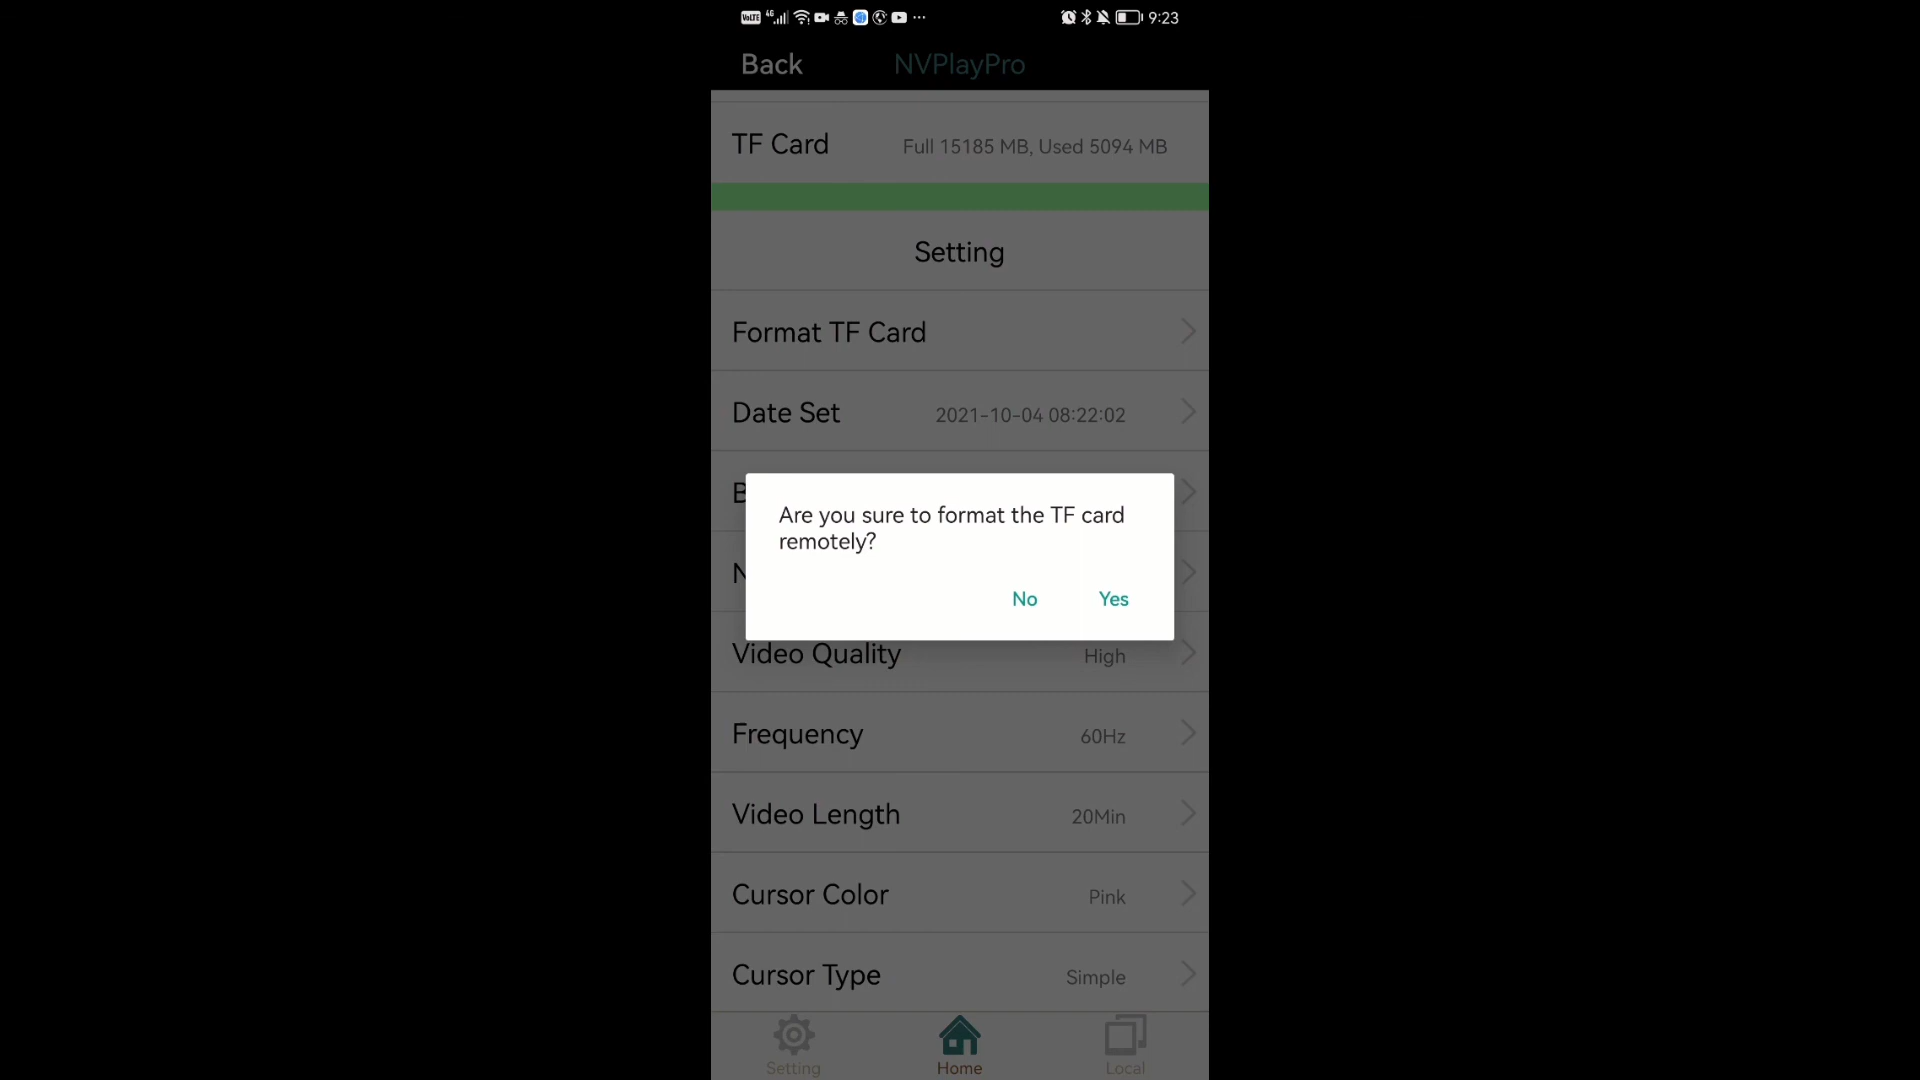 VoLTE 4G 9:23
Back NVPlayPro
TF Card Full 15185 MB, Used 5094 MB
Setting
Format TF Card
Date Set 2021-10-04 08:22:02
Are you sure to format the TF card
remotely?
No Yes
Video Quality High
Frequency 60Hz
Video Length 20Min
Cursor Color Pink
Cursor Type Simple
Setting Home Local